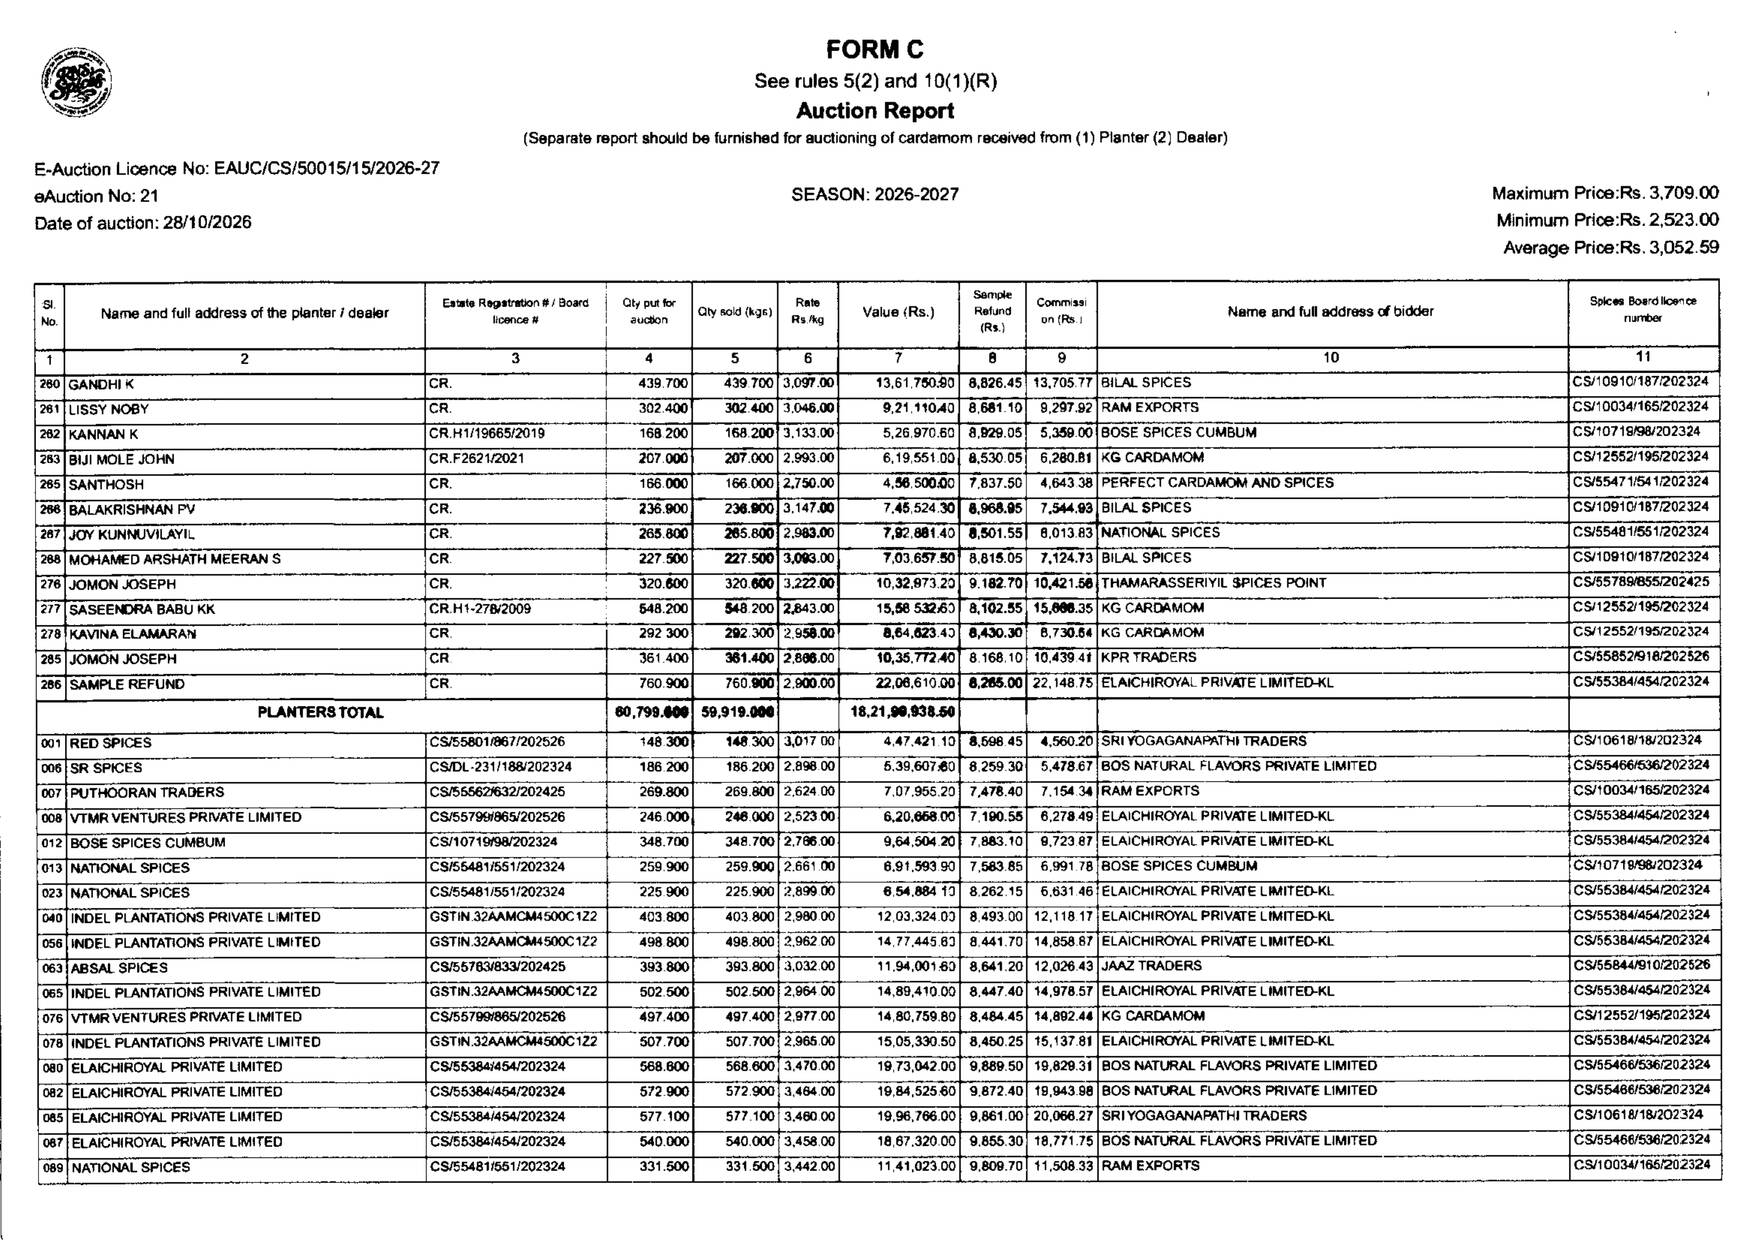 FORM C
See rules 5(2) and 10(1)(R)
Auction Report
(Separate report should be furnished for auctioning of cardamom received from (1) Planter (2) Dealer)
E-Auction Licence No: EAUC/CS/50015/15/2026-27
eAuction No: 21 SEASON: 2026-2027 Maximum Price:Rs. 3,709.00
Date of auction: 28/10/2026 Minimum Price:Rs. 2,523.00
Average Price:Rs. 3,052.59
Sl. No. Name and full address of the planter / dealer Estate Registration # / Board licence # Qty put for auction Qty sold (kgs) Rate Rs./kg Value (Rs.) Sample Refund (Rs.) Commissi on (Rs.) Name and full address of bidder Spices Board licence number
1 2 3 4 5 6 7 8 9 10 11
260 GANDHI K CR. 439.700 439.700 3,097.00 13,61,750.90 8,826.45 13,705.77 BILAL SPICES CS/10910/187/202324
261 LISSY NOBY CR. 302.400 302.400 3,046.00 9,21,110.40 8,681.10 9,297.92 RAM EXPORTS CS/10034/165/202324
262 KANNAN K CR.H1/19665/2019 168.200 168.200 3,133.00 5,26,970.60 8,929.05 5,359.00 BOSE SPICES CUMBUM CS/10719/98/202324
263 BIJI MOLE JOHN CR.F2621/2021 207.000 207.000 2,993.00 6,19,551.00 8,530.05 6,280.81 KG CARDAMOM CS/12552/195/202324
265 SANTHOSH CR. 166.000 166.000 2,750.00 4,56,500.00 7,837.50 4,643.38 PERFECT CARDAMOM AND SPICES CS/55471/541/202324
266 BALAKRISHNAN PV CR. 236.900 236.900 3,147.00 7,45,524.30 8,968.95 7,544.93 BILAL SPICES CS/10910/187/202324
267 JOY KUNNUVILAYIL CR. 265.800 265.800 2,983.00 7,92,881.40 8,501.55 8,013.83 NATIONAL SPICES CS/55481/551/202324
268 MOHAMED ARSHATH MEERAN S CR. 227.500 227.500 3,093.00 7,03,657.50 8,815.05 7,124.73 BILAL SPICES CS/10910/187/202324
276 JOMON JOSEPH CR. 320.600 320.600 3,222.00 10,32,973.20 9,182.70 10,421.56 THAMARASSERIYIL SPICES POINT CS/55789/855/202425
277 SASEENDRA BABU KK CR.H1-278/2009 548.200 548.200 2,843.00 15,58,532.60 8,102.55 15,666.35 KG CARDAMOM CS/12552/195/202324
278 KAVINA ELAMARAN CR. 292.300 292.300 2,958.00 8,64,623.40 8,430.30 8,730.54 KG CARDAMOM CS/12552/195/202324
285 JOMON JOSEPH CR. 361.400 361.400 2,866.00 10,35,772.40 8,168.10 10,439.41 KPR TRADERS CS/55852/918/202526
286 SAMPLE REFUND CR. 760.900 760.900 2,900.00 22,06,610.00 8,265.00 22,148.75 ELAICHIROYAL PRIVATE LIMITED-KL CS/55384/454/202324
PLANTERS TOTAL 59,919.000
001 RED SPICES CS/55801/867/202526 148.300 148.300 3,017.00 4,47,421.10 8,598.45 4,560.20 SRI YOGAGANAPATHI TRADERS CS/10618/18/202324
006 SR SPICES CS/DL-231/188/202324 186.200 186.200 2,898.00 5,39,607.60 8,259.30 5,478.67 BOS NATURAL FLAVORS PRIVATE LIMITED CS/55466/536/202324
007 PUTHOORAN TRADERS CS/55562/632/202425 269.800 269.800 2,624.00 7,07,955.20 7,478.40 7,154.34 RAM EXPORTS CS/10034/165/202324
008 VTMR VENTURES PRIVATE LIMITED CS/55799/865/202526 246.000 246.000 2,523.00 6,20,658.00 7,190.55 6,278.49 ELAICHIROYAL PRIVATE LIMITED-KL CS/55384/454/202324
012 BOSE SPICES CUMBUM CS/10719/98/202324 348.700 348.700 2,766.00 9,64,504.20 7,883.10 9,723.87 ELAICHIROYAL PRIVATE LIMITED-KL CS/55384/454/202324
013 NATIONAL SPICES CS/55481/551/202324 259.900 259.900 2,661.00 6,91,593.90 7,583.85 6,991.78 BOSE SPICES CUMBUM CS/10719/98/202324
023 NATIONAL SPICES CS/55481/551/202324 225.900 225.900 2,899.00 6,54,884.10 8,262.15 6,631.46 ELAICHIROYAL PRIVATE LIMITED-KL CS/55384/454/202324
040 INDEL PLANTATIONS PRIVATE LIMITED GSTIN.32AAMCM4500C1Z2 403.800 403.800 2,980.00 12,03,324.00 8,493.00 12,118.17 ELAICHIROYAL PRIVATE LIMITED-KL CS/55384/454/202324
056 INDEL PLANTATIONS PRIVATE LIMITED GSTIN.32AAMCM4500C1Z2 498.800 498.800 2,962.00 14,77,445.60 8,441.70 14,858.87 ELAICHIROYAL PRIVATE LIMITED-KL CS/55384/454/202324
063 ABSAL SPICES CS/55763/833/202425 393.800 393.800 3,032.00 11,94,001.60 8,641.20 12,026.43 JAAZ TRADERS CS/55844/910/202526
065 INDEL PLANTATIONS PRIVATE LIMITED GSTIN.32AAMCM4500C1Z2 502.500 502.500 2,964.00 14,89,410.00 8,447.40 14,978.57 ELAICHIROYAL PRIVATE LIMITED-KL CS/55384/454/202324
076 VTMR VENTURES PRIVATE LIMITED CS/55799/865/202526 497.400 497.400 2,977.00 14,80,759.80 8,484.45 14,892.44 KG CARDAMOM CS/12552/195/202324
078 INDEL PLANTATIONS PRIVATE LIMITED GSTIN.32AAMCM4500C1Z2 507.700 507.700 2,965.00 15,05,330.50 8,450.25 15,137.81 ELAICHIROYAL PRIVATE LIMITED-KL CS/55384/454/202324
080 ELAICHIROYAL PRIVATE LIMITED CS/55384/454/202324 568.600 568.600 3,470.00 19,73,042.00 9,889.50 19,829.31 BOS NATURAL FLAVORS PRIVATE LIMITED CS/55466/536/202324
082 ELAICHIROYAL PRIVATE LIMITED CS/55384/454/202324 572.900 572.900 3,464.00 19,84,525.60 9,872.40 19,943.98 BOS NATURAL FLAVORS PRIVATE LIMITED CS/55466/536/202324
085 ELAICHIROYAL PRIVATE LIMITED CS/55384/454/202324 577.100 577.100 3,460.00 19,96,766.00 9,861.00 20,066.27 SRI YOGAGANAPATHI TRADERS CS/10618/18/202324
087 ELAICHIROYAL PRIVATE LIMITED CS/55384/454/202324 540.000 540.000 3,458.00 18,67,320.00 9,855.30 18,771.75 BOS NATURAL FLAVORS PRIVATE LIMITED CS/55466/536/202324
089 NATIONAL SPICES CS/55481/551/202324 331.500 331.500 3,442.00 11,41,023.00 9,809.70 11,508.33 RAM EXPORTS CS/10034/165/202324